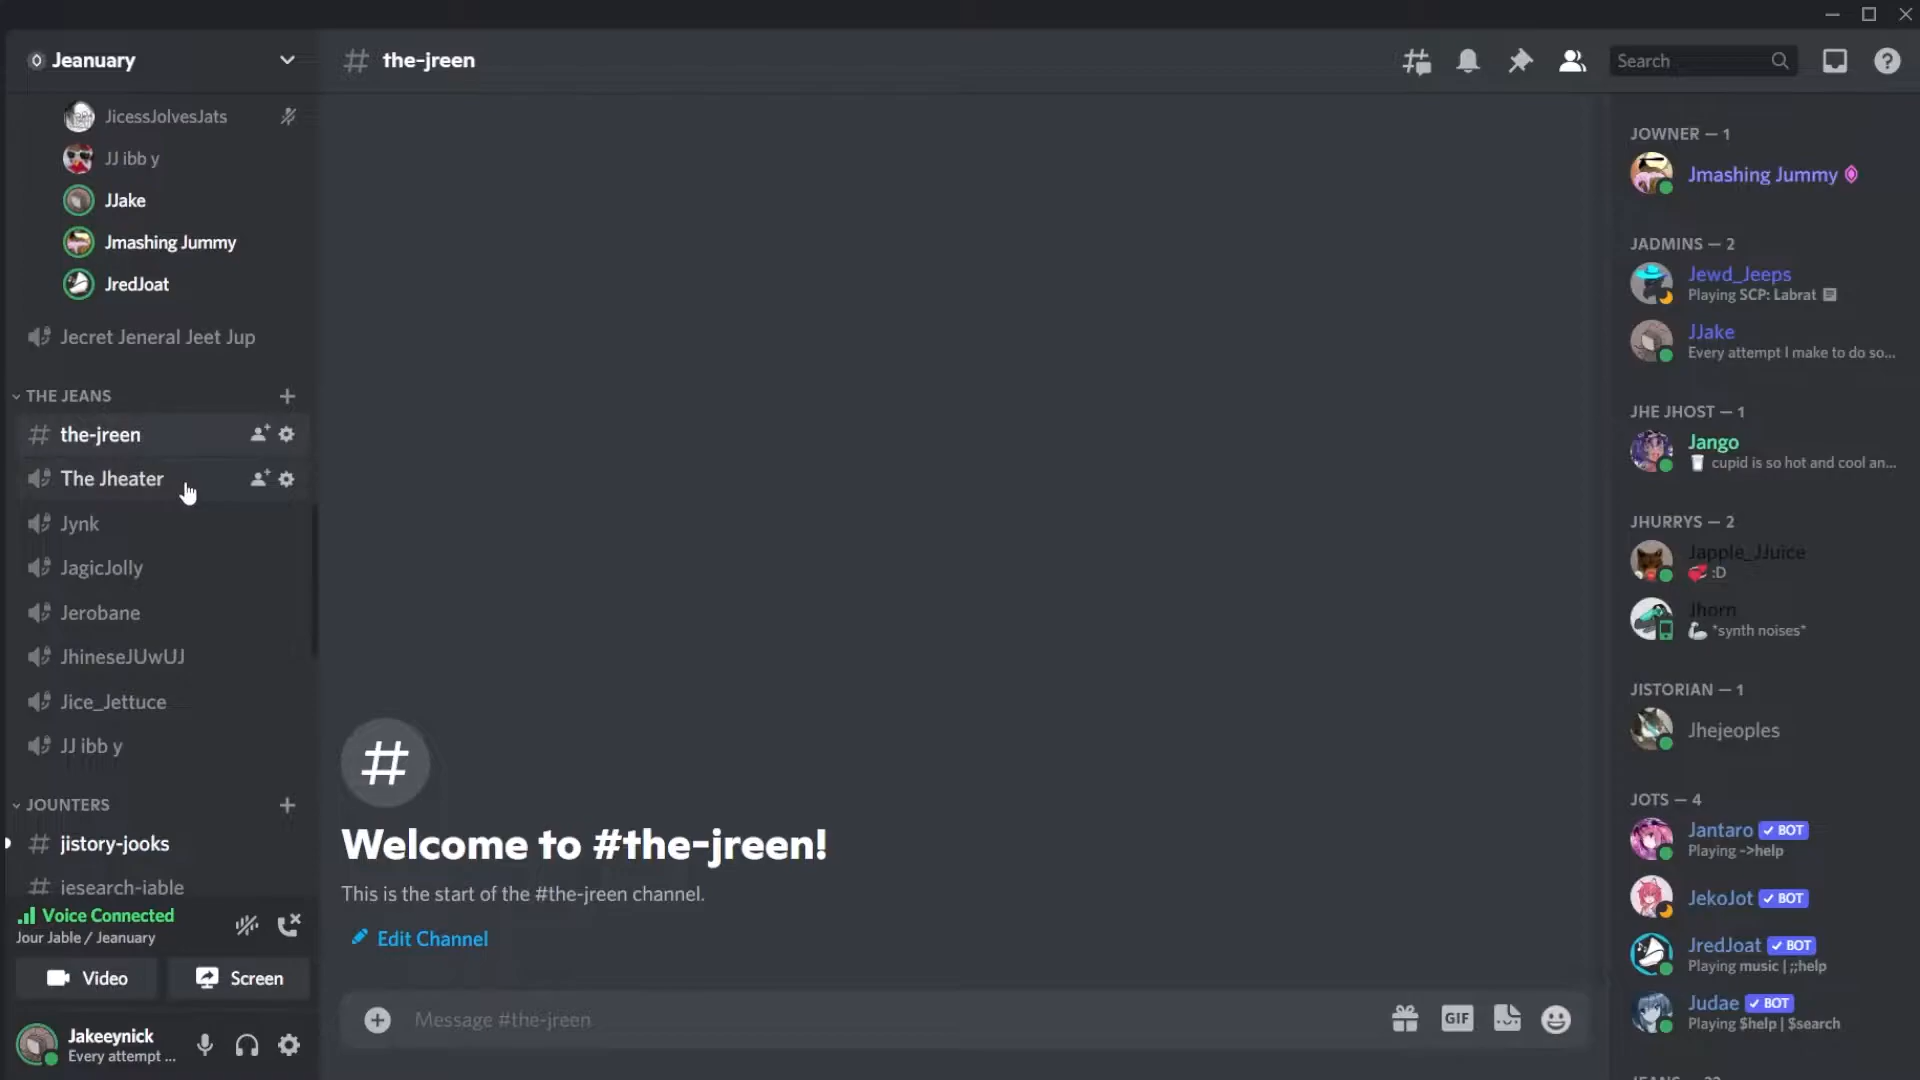 Jeanuary
JicessJolvesJats
JJ ibb y
JJake
Jmashing Jummy
JredJoat
Jecret Jeneral Jeet Jup
THE JEANS
the-jreen
The Jheater
Jynk
JagicJolly
Jerobane
JhineseJUwUJ
Jice_Jettuce
JJ ibb y
JOUNTERS
jistory-jooks
Voice Connected
Jour Jable / Jeanuary
Video
Screen
Jakeeynick
Every attempt ...
# the-jreen
Search
Welcome to #the-jreen!
This is the start of the #the-jreen channel.
Edit Channel
Message #the-jreen
GIF
JOWNER — 1
Jmashing Jummy
JADMINS — 2
Jewd_Jeeps
Playing SCP: Labrat
JJake
Every attempt I make to do so...
JHE JHOST — 1
Jango
cupid is so hot and cool an...
JHURRYS — 2
Japple_JJuice
:D
Jhorn
*synth noises*
JISTORIAN — 1
Jhejeoples
JOTS — 4
Jantaro BOT
Playing ->help
JekoJot BOT
JredJoat BOT
Playing music | ;;help
Judae BOT
Playing $help | $search